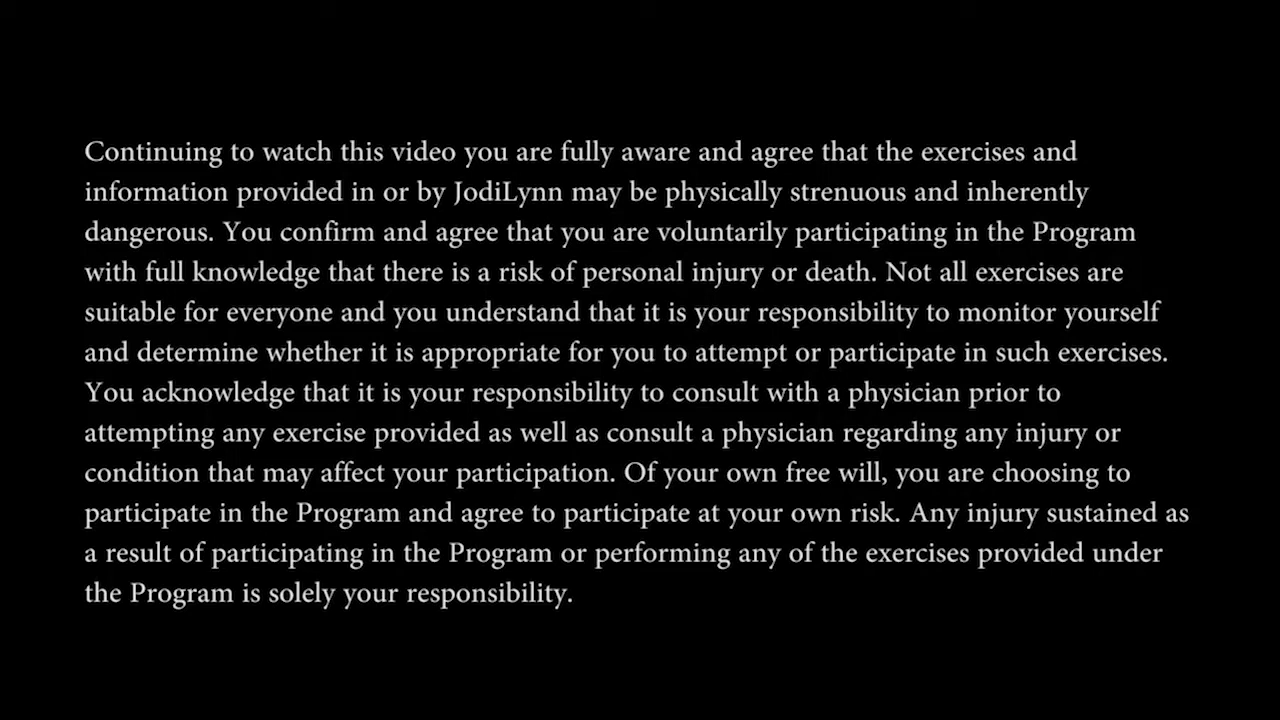 Continuing to watch this video you are fully aware and agree that the exercises and
information provided in or by JodiLynn may be physically strenuous and inherently
dangerous. You confirm and agree that you are voluntarily participating in the Program
with full knowledge that there is a risk of personal injury or death. Not all exercises are
suitable for everyone and you understand that it is your responsibility to monitor yourself
and determine whether it is appropriate for you to attempt or participate in such exercises.
You acknowledge that it is your responsibility to consult with a physician prior to
attempting any exercise provided as well as consult a physician regarding any injury or
condition that may affect your participation. Of your own free will, you are choosing to
participate in the Program and agree to participate at your own risk. Any injury sustained as
a result of participating in the Program or performing any of the exercises provided under
the Program is solely your responsibility.